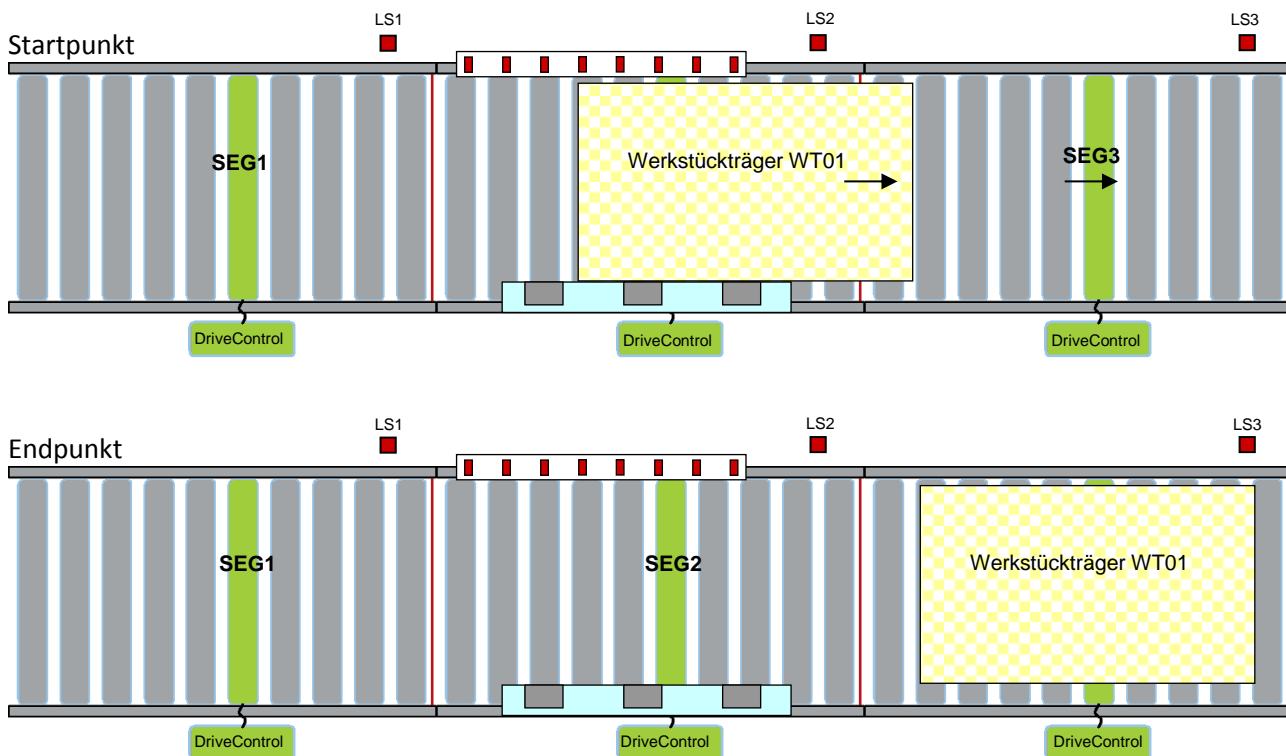 LS1
LS2
LS3
Startpunkt
SEG1
Werkstückträger WT01
SEG3
DriveControl
DriveControl
DriveControl
LS1
LS2
LS3
Endpunkt
SEG1
SEG2
Werkstückträger WT01
DriveControl
DriveControl
DriveControl